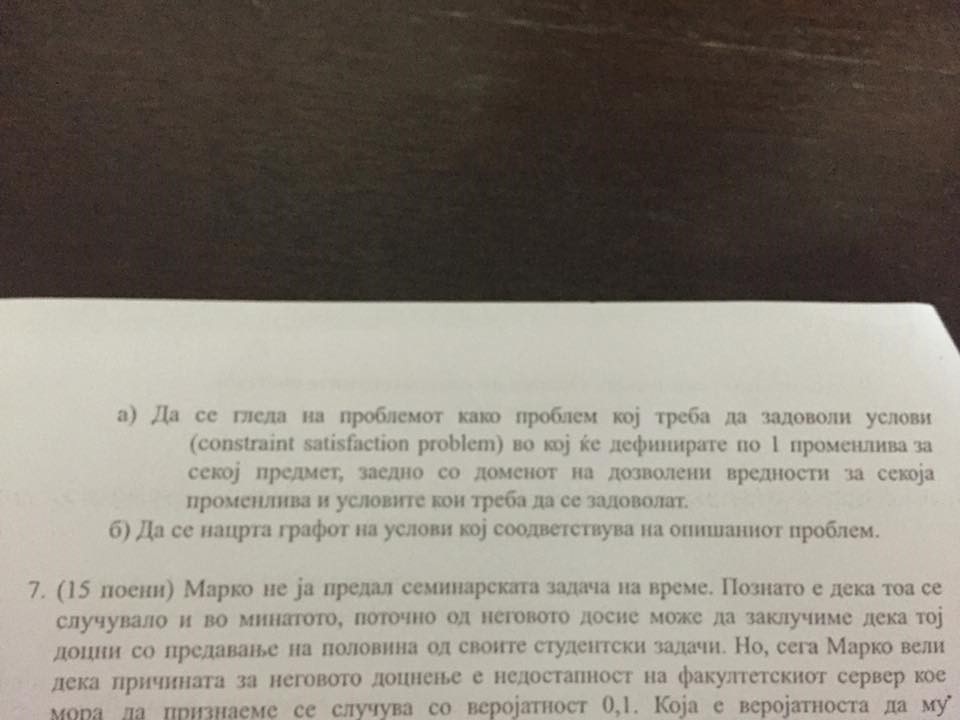 а) Да се гледа на проблемот како проблем кој треба да задоволи услови
(constraint satisfaction problem) во кој ќе дефинирате по 1 променлива за
секој предмет, заедно со доменот на дозволени вредности за секоја
променлива и условите кои треба да се задоволат.
б) Да се нацрта графот на услови кој соодветствува на опишаниот проблем.
7. (15 поени) Марко не ја предал семинарската задача на време. Познато е дека тоа се
случувало и во минатото, поточно од неговото досие може да заклучиме дека тој
доцни со предавање на половина од своите студентски задачи. Но, сега Марко вели
дека причината за неговото доцнење е недостапност на факултетскиот сервер кое
мора да признаеме се случува со веројатност 0,1. Која е веројатноста да му